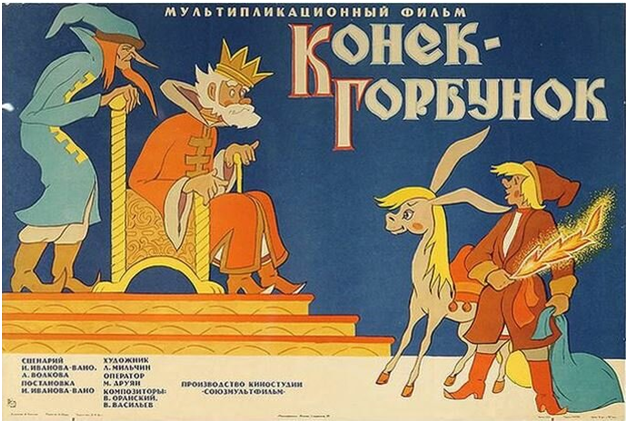 МУЛЬТИПЛИКАЦИОННЫЙ ФИЛЬМ
КОНЕК-
ГОРБУНОК
СЦЕНАРИЙ
И. ИВАНОВА-ВАНО,
А. ВОЛКОВА
ПОСТАНОВКА
И. ИВАНОВА-ВАНО
ХУДОЖНИК
Л. МИЛЬЧИН
ОПЕРАТОР
М. ДРУЯН
КОМПОЗИТОРЫ:
В. ОРАНСКИЙ,
В. ВАСИЛЬЕВ
ПРОИЗВОДСТВО КИНОСТУДИИ
«СОЮЗМУЛЬТФИЛЬМ»